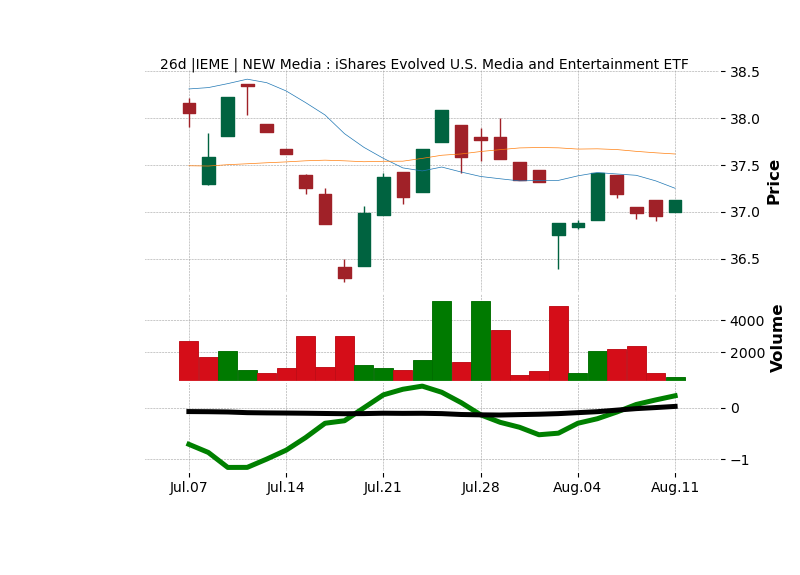 26d |IEME | NEW Media : iShares Evolved U.S. Media and Entertainment ETF
38.5
38.0
37.5
37.0
36.5
Price
4000
2000
Volume
0
−1
Jul.07 Jul.14 Jul.21 Jul.28 Aug.04 Aug.11